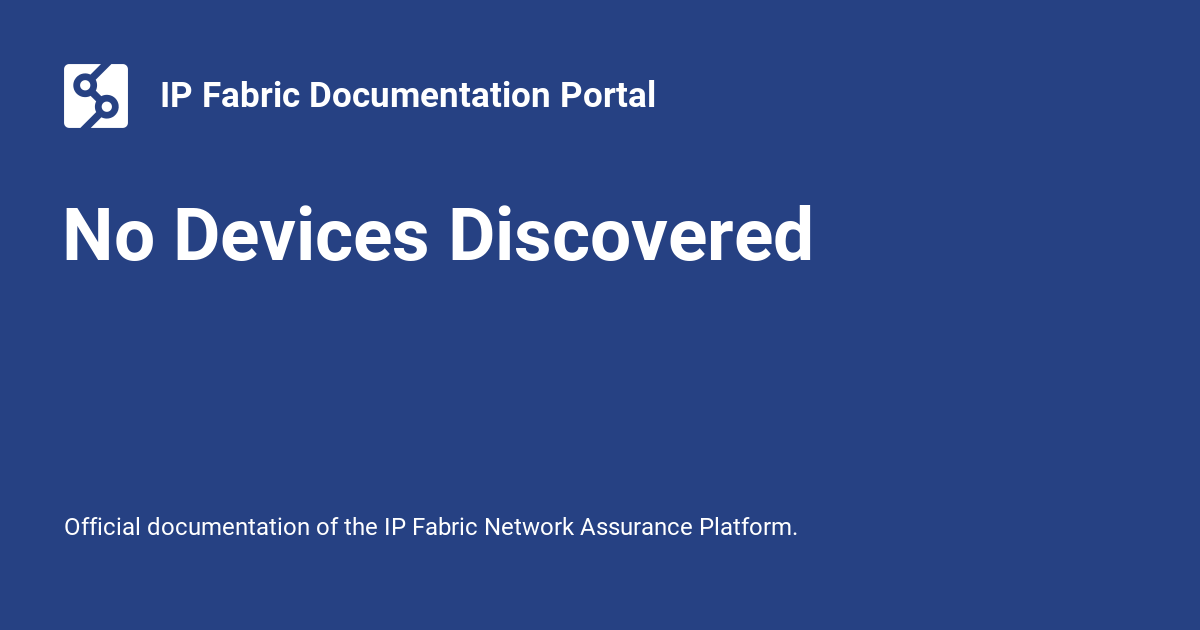 IP Fabric Documentation Portal
No Devices Discovered
Official documentation of the IP Fabric Network Assurance Platform.